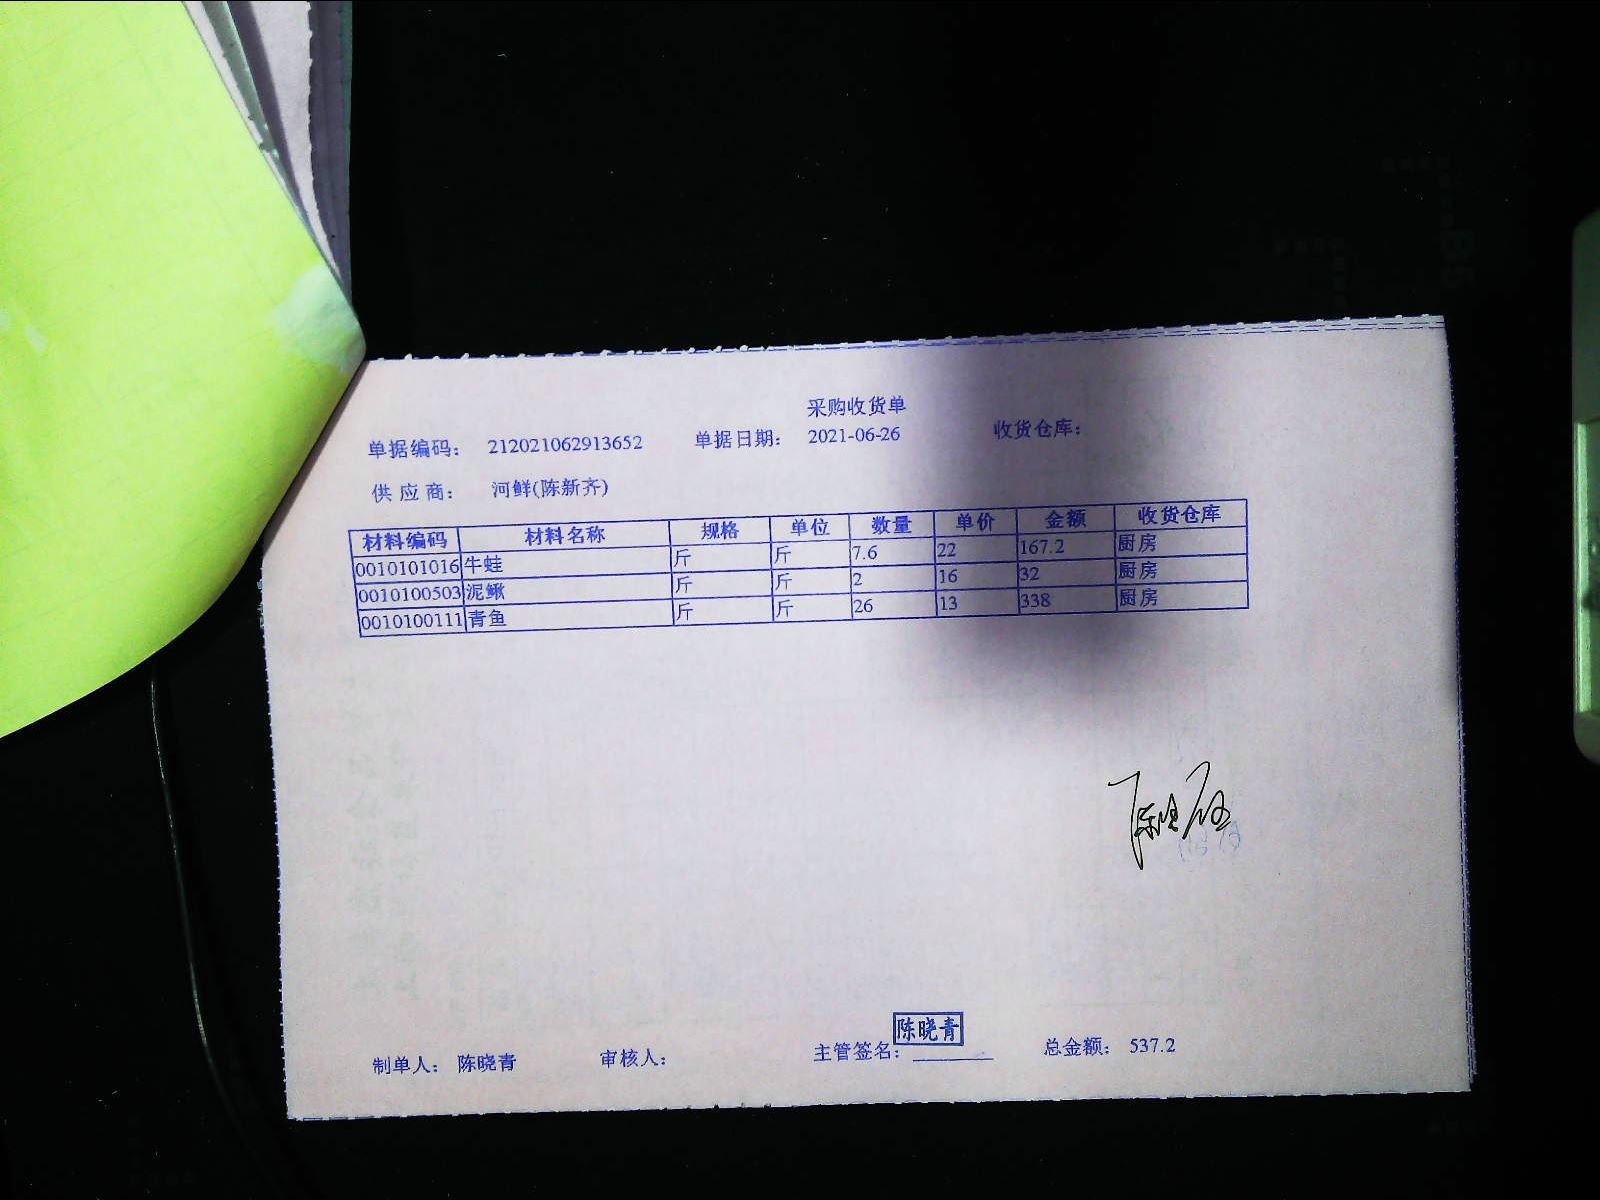 采购收货单
单据编码： 212021062913652 单据日期： 2021-06-26 收货仓库：
供应商： 河鲜(陈新齐)
材料编码 材料名称 规格 单位 数量 单价 金额 收货仓库
0010101016 牛蛙 斤 斤 7.6 22 167.2 厨房
0010100503 泥鳅 斤 斤 2 16 32 厨房
0010100111 青鱼 斤 斤 26 13 338 厨房
陈晓青
制单人： 陈晓青 审核人： 主管签名： 总金额： 537.2